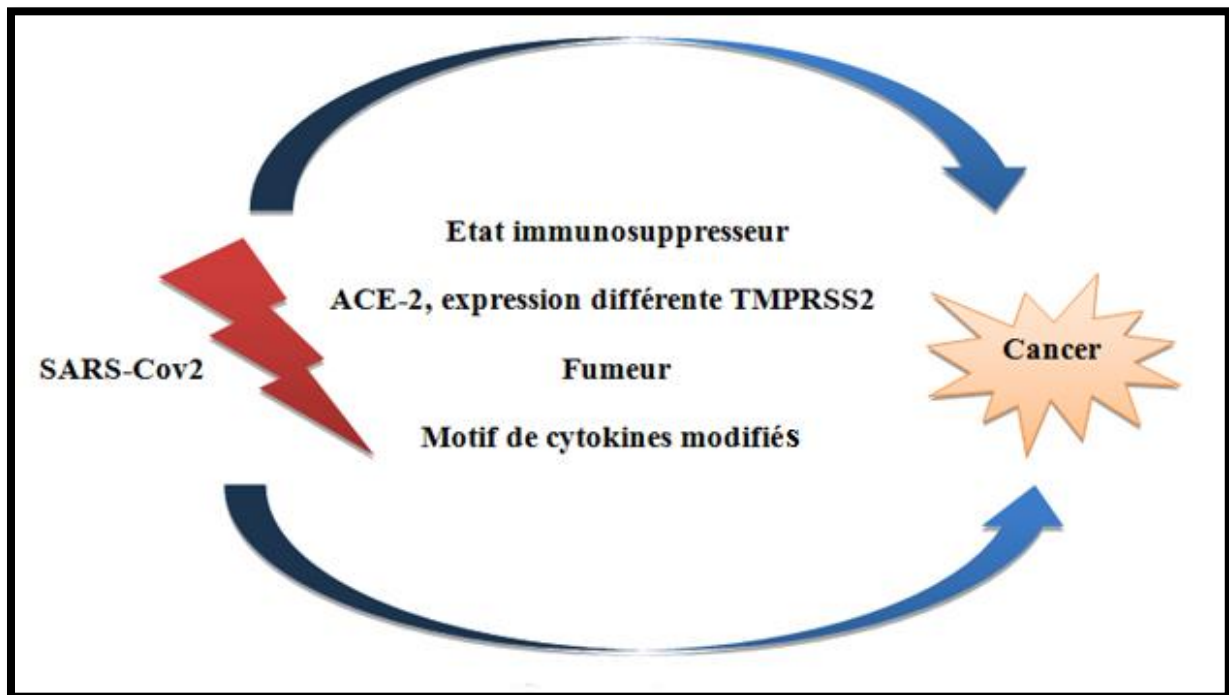 Etat immunosuppresseur
ACE-2, expression différente TMPRSS2
SARS-Cov2
Fumeur
Cancer
Motif de cytokines modifiés